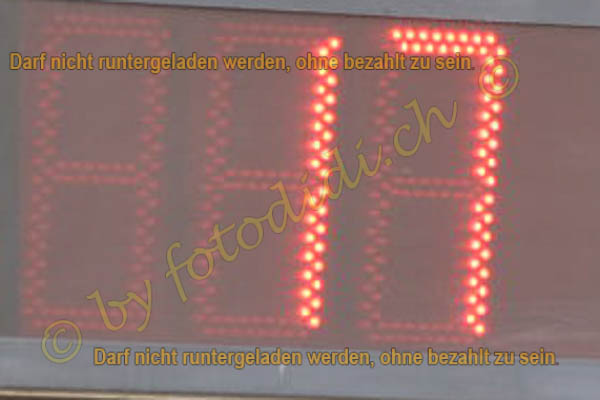 Darf nicht runtergeladen werden, ohne bezahlt zu sein.
17
© by fotodidi.ch ©
Darf nicht runtergeladen werden, ohne bezahlt zu sein.